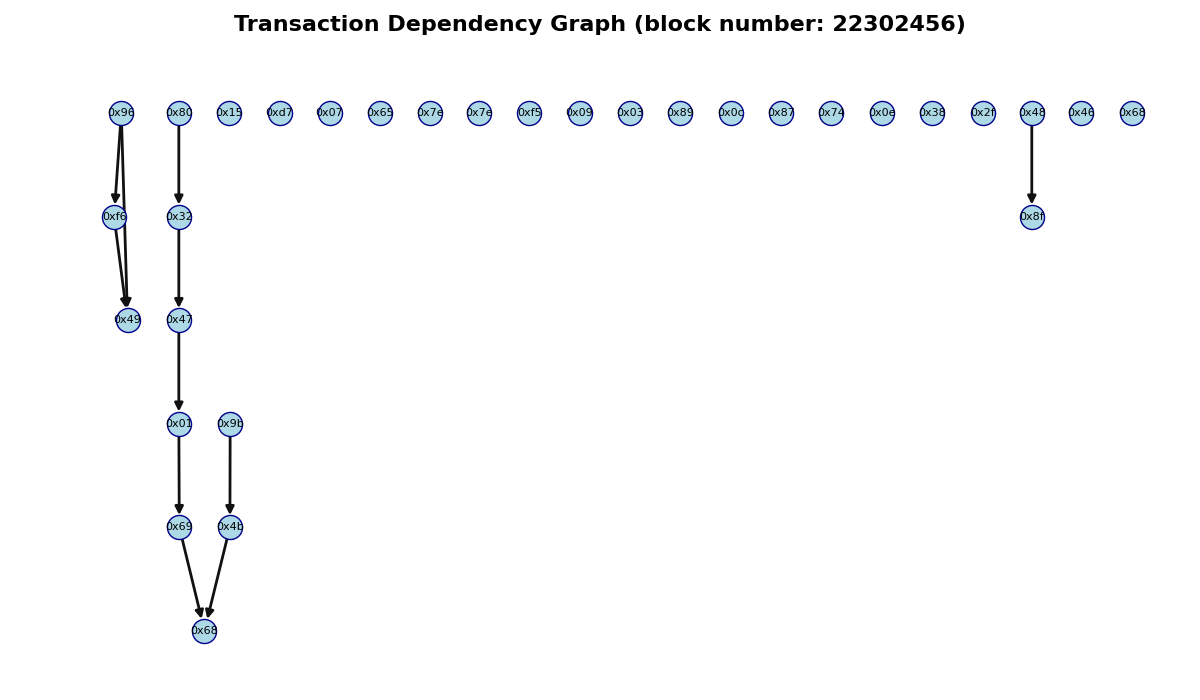 Transaction Dependency Graph (block number: 22302456)
0x96 0x80 0x15 0xd7 0x07 0x65 0x7e 0x7e 0xf5 0x09 0x03 0x89 0x0c 0x87 0x74 0x0e 0x38 0x2f 0x48 0x46 0x68
0xf6 0x32 0x8f
0x49 0x47
0x01 0x9b
0x69 0x4b
0x68